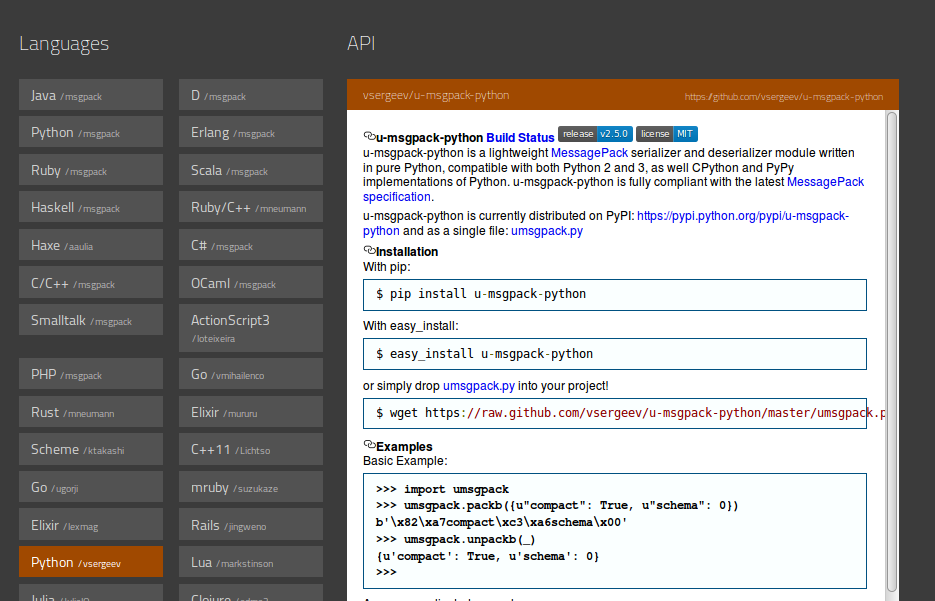 Languages
API
Java /msgpack
D /msgpack
Python /msgpack
Erlang /msgpack
Ruby /msgpack
Scala /msgpack
Haskell /msgpack
Ruby/C++ /mneumann
Haxe /aaulia
C# /msgpack
C/C++ /msgpack
OCaml /msgpack
Smalltalk /msgpack
ActionScript3
/loteixeira
PHP /msgpack
Go /vmihailenco
Rust /mneumann
Elixir /mururu
Scheme /ktakashi
C++11 /Lichtso
Go /ugorji
mruby /suzukaze
Elixir /lexmag
Rails /jingweno
Python /vsergeev
Lua /markstinson
Julia
Clojure
vsergeev/u-msgpack-python
https://github.com/vsergeev/u-msgpack-python
u-msgpack-python Build Status release v2.5.0 license MIT
u-msgpack-python is a lightweight MessagePack serializer and deserializer module written
in pure Python, compatible with both Python 2 and 3, as well CPython and PyPy
implementations of Python. u-msgpack-python is fully compliant with the latest MessagePack
specification.
u-msgpack-python is currently distributed on PyPI: https://pypi.python.org/pypi/u-msgpack-
python and as a single file: umsgpack.py
Installation
With pip:
$ pip install u-msgpack-python
With easy_install:
$ easy_install u-msgpack-python
or simply drop umsgpack.py into your project!
$ wget https://raw.github.com/vsergeev/u-msgpack-python/master/umsgpack.p
Examples
Basic Example:
>>> import umsgpack
>>> umsgpack.packb({u"compact": True, u"schema": 0})
b'\x82\xa7compact\xc3\xa6schema\x00'
>>> umsgpack.unpackb(_)
{u'compact': True, u'schema': 0}
>>>